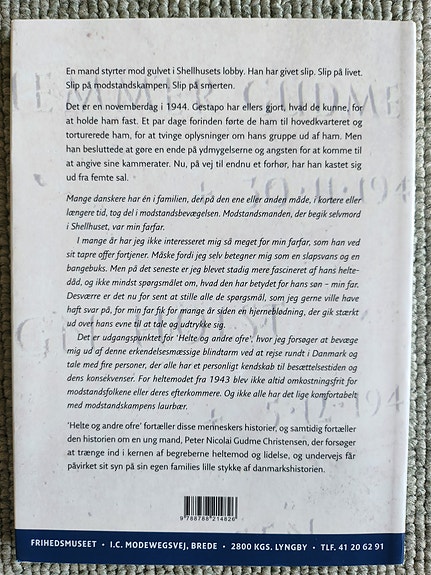 En mand styrter mod gulvet i Shellhusets lobby. Han har givet slip. Slip på livet.
Slip på modstandskampen. Slip på smerten.
Det er en novemberdag i 1944. Gestapo har ellers gjort, hvad de kunne, for
at holde ham fast. Et par dage forinden førte de ham til hovedkvarteret og
torturerede ham, for at tvinge oplysninger om hans gruppe ud af ham. Men
han besluttede at gøre en ende på ydmygelserne og angsten for at komme til
at angive sine kammerater. Nu, på vej til endnu et forhør, har han kastet sig
ud fra femte sal.
Mange danskere har én i familien, der på den ene eller anden måde, i kortere eller
længere tid, tog del i modstandsbevægelsen. Modstandsmanden, der begik selvmord
i Shellhuset, var min farfar.
I mange år har jeg ikke interesseret mig så meget for min farfar, som han ved
sit tapre offer fortjener. Måske fordi jeg selv betegner mig som en slapsvans og en
bangebuks. Men på det seneste er jeg blevet stadig mere fascineret af hans helte-
dåd, og ikke mindst spørgsmålet om, hvad den har betydet for hans søn – min far.
Desværre er det nu for sent at stille alle de spørgsmål, som jeg gerne ville have
haft svar på, for min far fik for mange år siden en hjerneblødning, der gik stærkt
ud over hans evne til at tale og udtrykke sig.
Det er udgangspunktet for 'Helte og andre ofre', hvor jeg forsøger at bevæge
mig ud af denne erkendelsesmæssige blindtarm ved at rejse rundt i Danmark og
tale med fire personer, der alle har et personligt kendskab til besættelsestiden og
dens konsekvenser. For heltemodet fra 1943 blev ikke altid omkostningsfrit for
modstandsfolkene eller deres efterkommere. Og ikke alle har det lige komfortabelt
med modstandskampens laurbær.
'Helte og andre ofre' fortæller disse menneskers historier, og samtidig fortælles
den historien om en ung mand, Peter Nicolai Gudme Christensen, der forsøger
at trænge ind i kernen af begreberne heltemod og lidelse, og undervejs får
påvirket sit syn på sin egen families lille stykke af danmarkshistorien.
9 788788 214826
FRIHEDSMUSEET • I.C. MODEWEGSVEJ, BREDE • 2800 KGS. LYNGBY • TLF. 41 20 62 91